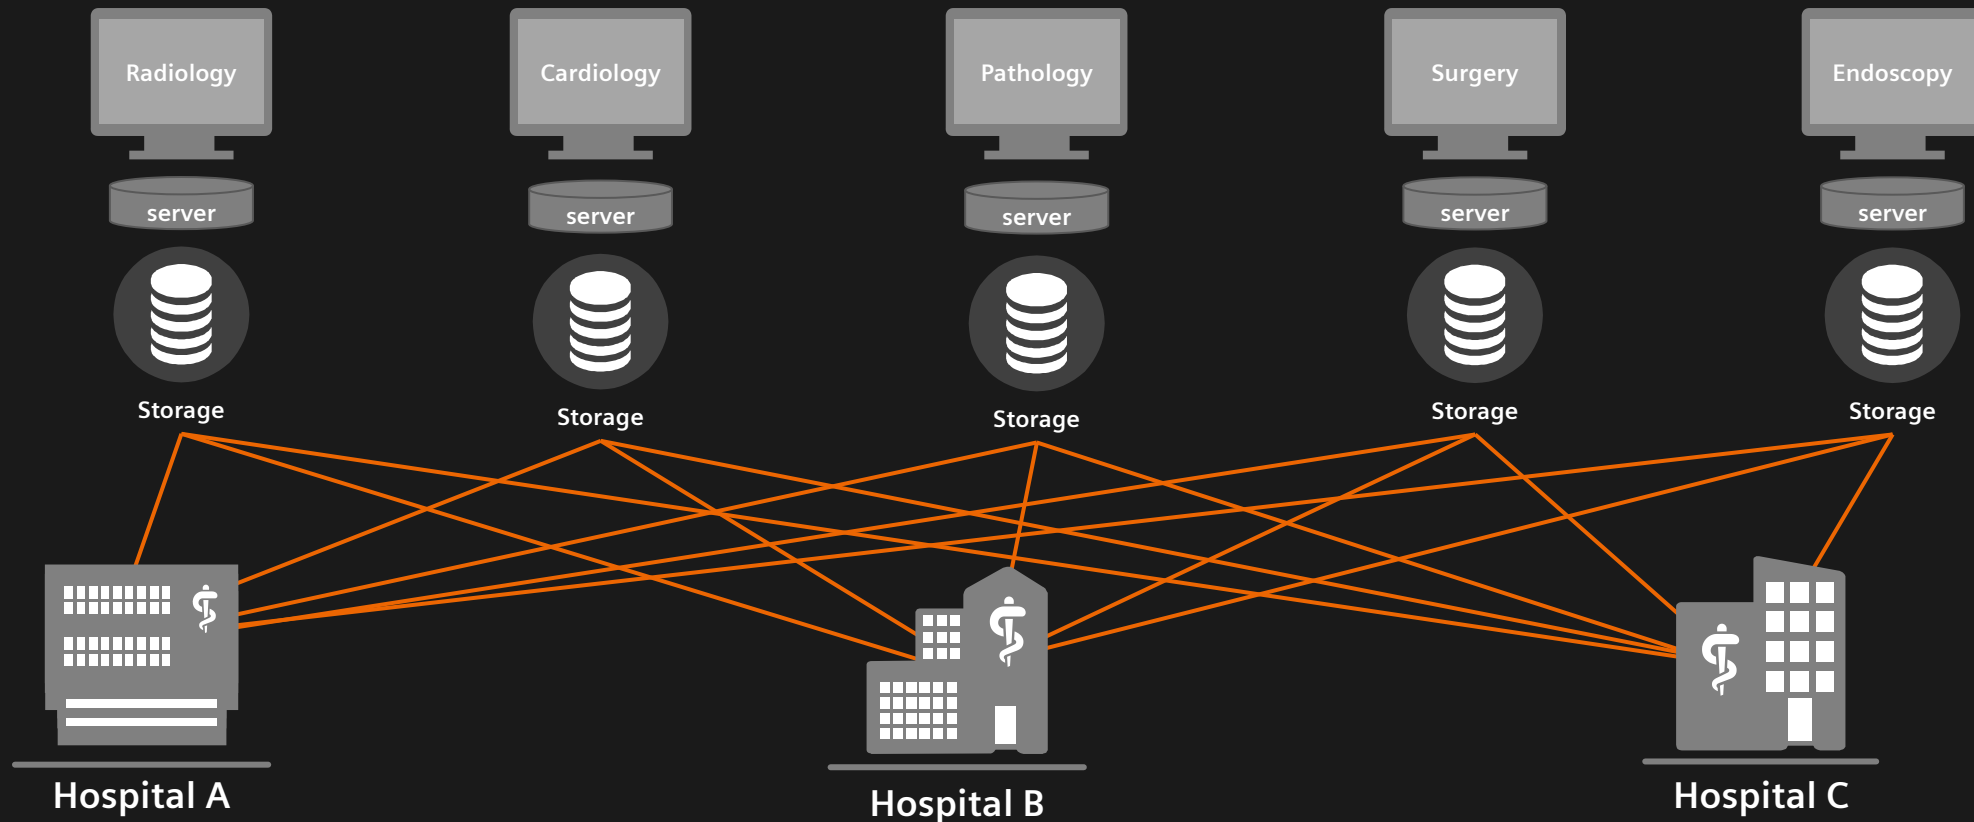 Radiology
Cardiology
Pathology
Surgery
Endoscopy
server
server
server
server
server
Storage
Storage
Storage
Storage
Storage
Hospital A
Hospital B
Hospital C